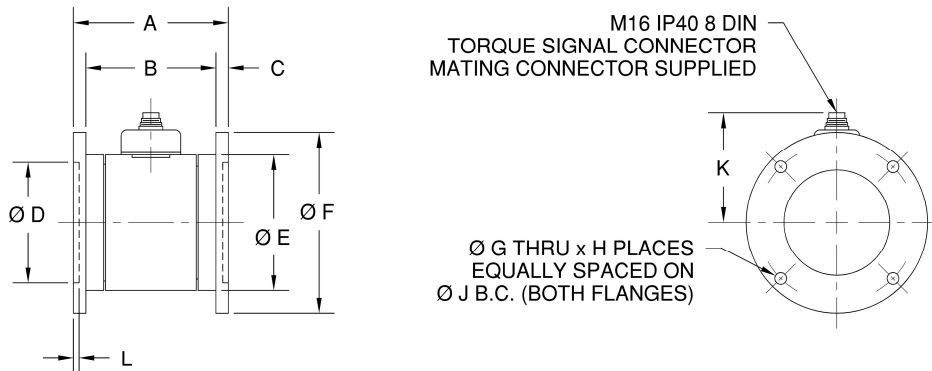 A
B
C
Ø D
Ø E
Ø F
L
M16 IP40 8 DIN
TORQUE SIGNAL CONNECTOR
MATING CONNECTOR SUPPLIED
K
Ø G THRU x H PLACES
EQUALLY SPACED ON
Ø J B.C. (BOTH FLANGES)